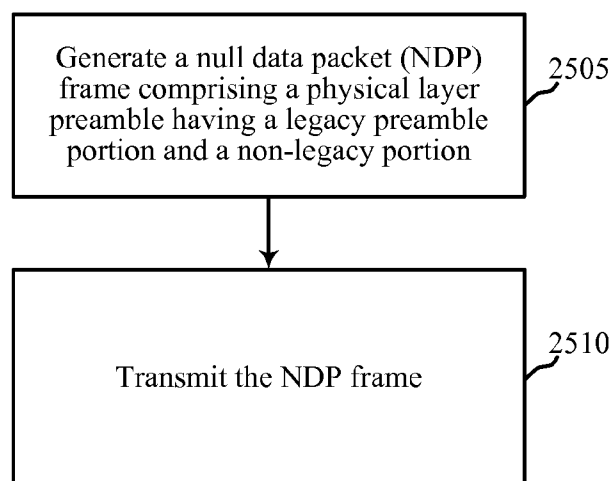 Generate a null data packet (NDP)
frame comprising a physical layer
preamble having a legacy preamble
portion and a non-legacy portion
2505
Transmit the NDP frame
2510